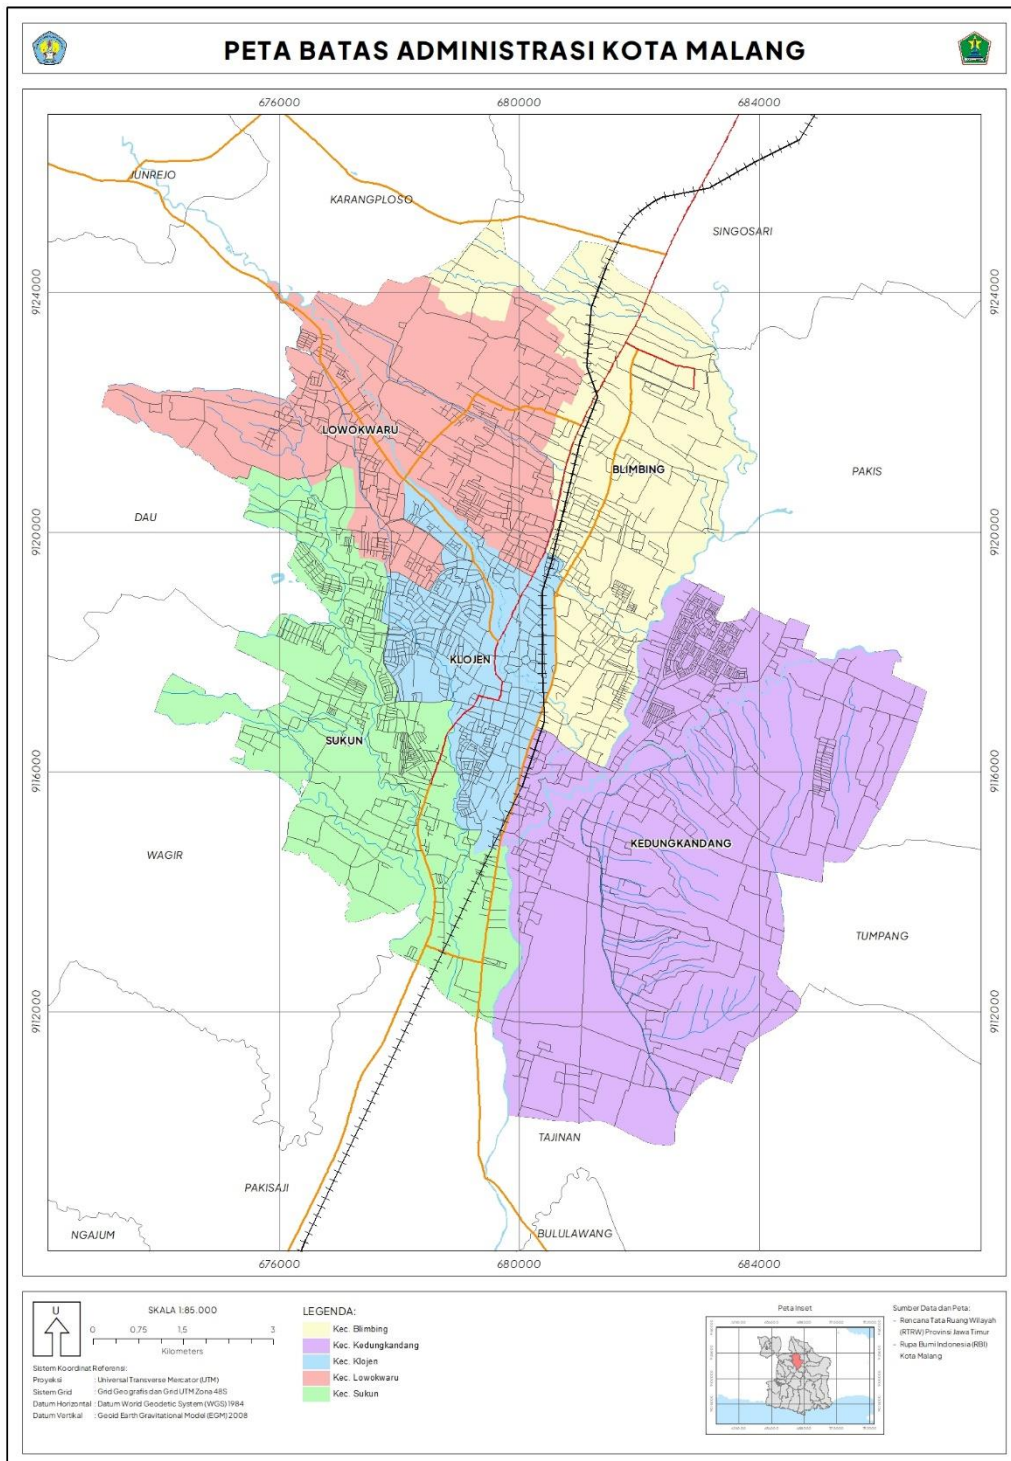 PETA BATAS ADMINISTRASI KOTA MALANG
676000 680000 684000
JUNREJO
KARANGPLOSO
SINGOSARI
9124000 9124000
LOWOKWARU
BLIMBING
PAKIS
DAU
9120000 9120000
KLOJEN
SUKUN
9116000 9116000
KEDUNGKANDANG
WAGIR
TUMPANG
9112000 9112000
TAJINAN
PAKISAJI
NGAJUM
BULULAWANG
676000 680000 684000
U
SKALA 1:85.000
0 0,75 1,5 3
Kilometers
Sistem Koordinat Referensi:
Proyeksi : Universal Transverse Mercator (UTM)
Sistem Grid : Grid Geografis dan Grid UTM Zona 48S
Datum Horizontal : Datum World Geodetic System (WGS) 1984
Datum Vertikal : Geoid Earth Gravitational Model (EGM) 2008
LEGENDA:
Kec. Blimbing
Kec. Kedungkandang
Kec. Klojen
Kec. Lowokwaru
Kec. Sukun
Peta Inset
Sumber Data dan Peta:
- Rencana Tata Ruang Wilayah
(RTRW) Provinsi Jawa Timur
- Rupa Bumi Indonesia (RBI)
Kota Malang